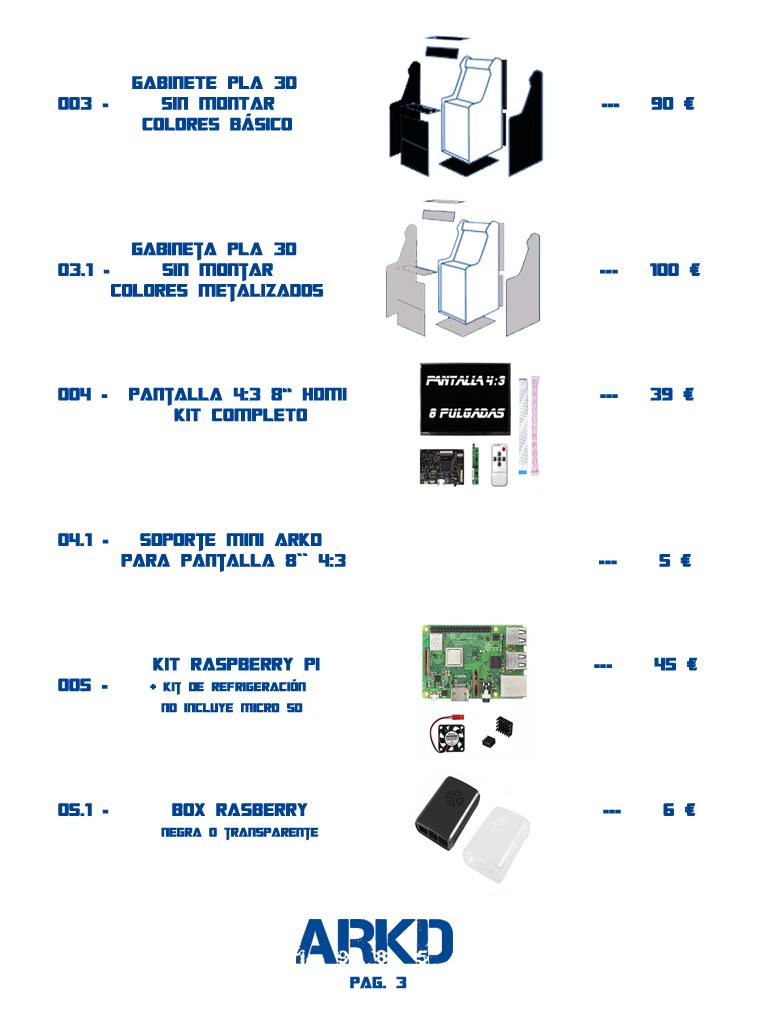 GABINETE PLA 3D
003 - SIN MONTAR --- 90 €
COLORES BÁSICO
GABINETA PLA 3D
03.1 - SIN MONTAR --- 100 €
COLORES METALIZADOS
004 - PANTALLA 4:3 8`` HDMI --- 39 €
KIT COMPLETO
PANTALLA 4:3
8 PULGADAS
04.1 - SOPORTE MINI ARKD
PARA PANTALLA 8`` 4:3 --- 5 €
KIT RASPBERRY PI --- 45 €
005 - + KIT DE REFRIGERACIÓN
NO INCLUYE MICRO SD
05.1 - BOX RASBERRY --- 6 €
NEGRA O TRANSPARENTE
ARKD
1985
PAG. 3